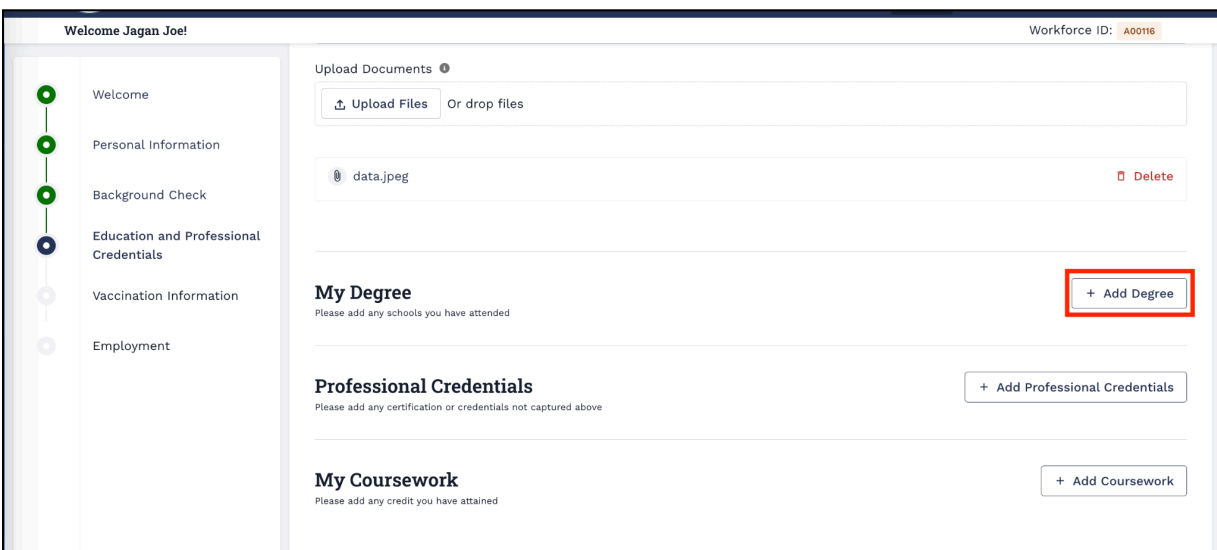 Welcome Jagan Joe!
Workforce ID: A00116
Welcome
Personal Information
Background Check
Education and Professional
Credentials
Vaccination Information
Employment
Upload Documents
Upload Files Or drop files
data.jpeg
Delete
My Degree
Please add any schools you have attended
+ Add Degree
Professional Credentials
Please add any certification or credentials not captured above
+ Add Professional Credentials
My Coursework
Please add any credit you have attained
+ Add Coursework